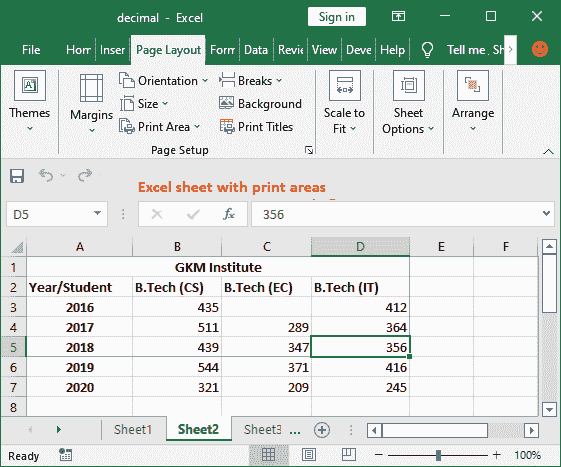 decimal - Excel Sign in
File Hor Inser Page Layout Forr Data Revie View Deve Help Tell me Sh
Themes Margins Orientation Size Print Area Breaks Background Print Titles Scale to Fit Sheet Options Arrange
Page Setup
Excel sheet with print areas
D5 fx 356
A B C D E F
1 GKM Institute
2 Year/Student B.Tech (CS) B.Tech (EC) B.Tech (IT)
3 2016 435 412
4 2017 511 289 364
5 2018 439 347 356
6 2019 544 371 416
7 2020 321 209 245
8
Sheet1 Sheet2 Sheet3 ...
Ready 100%